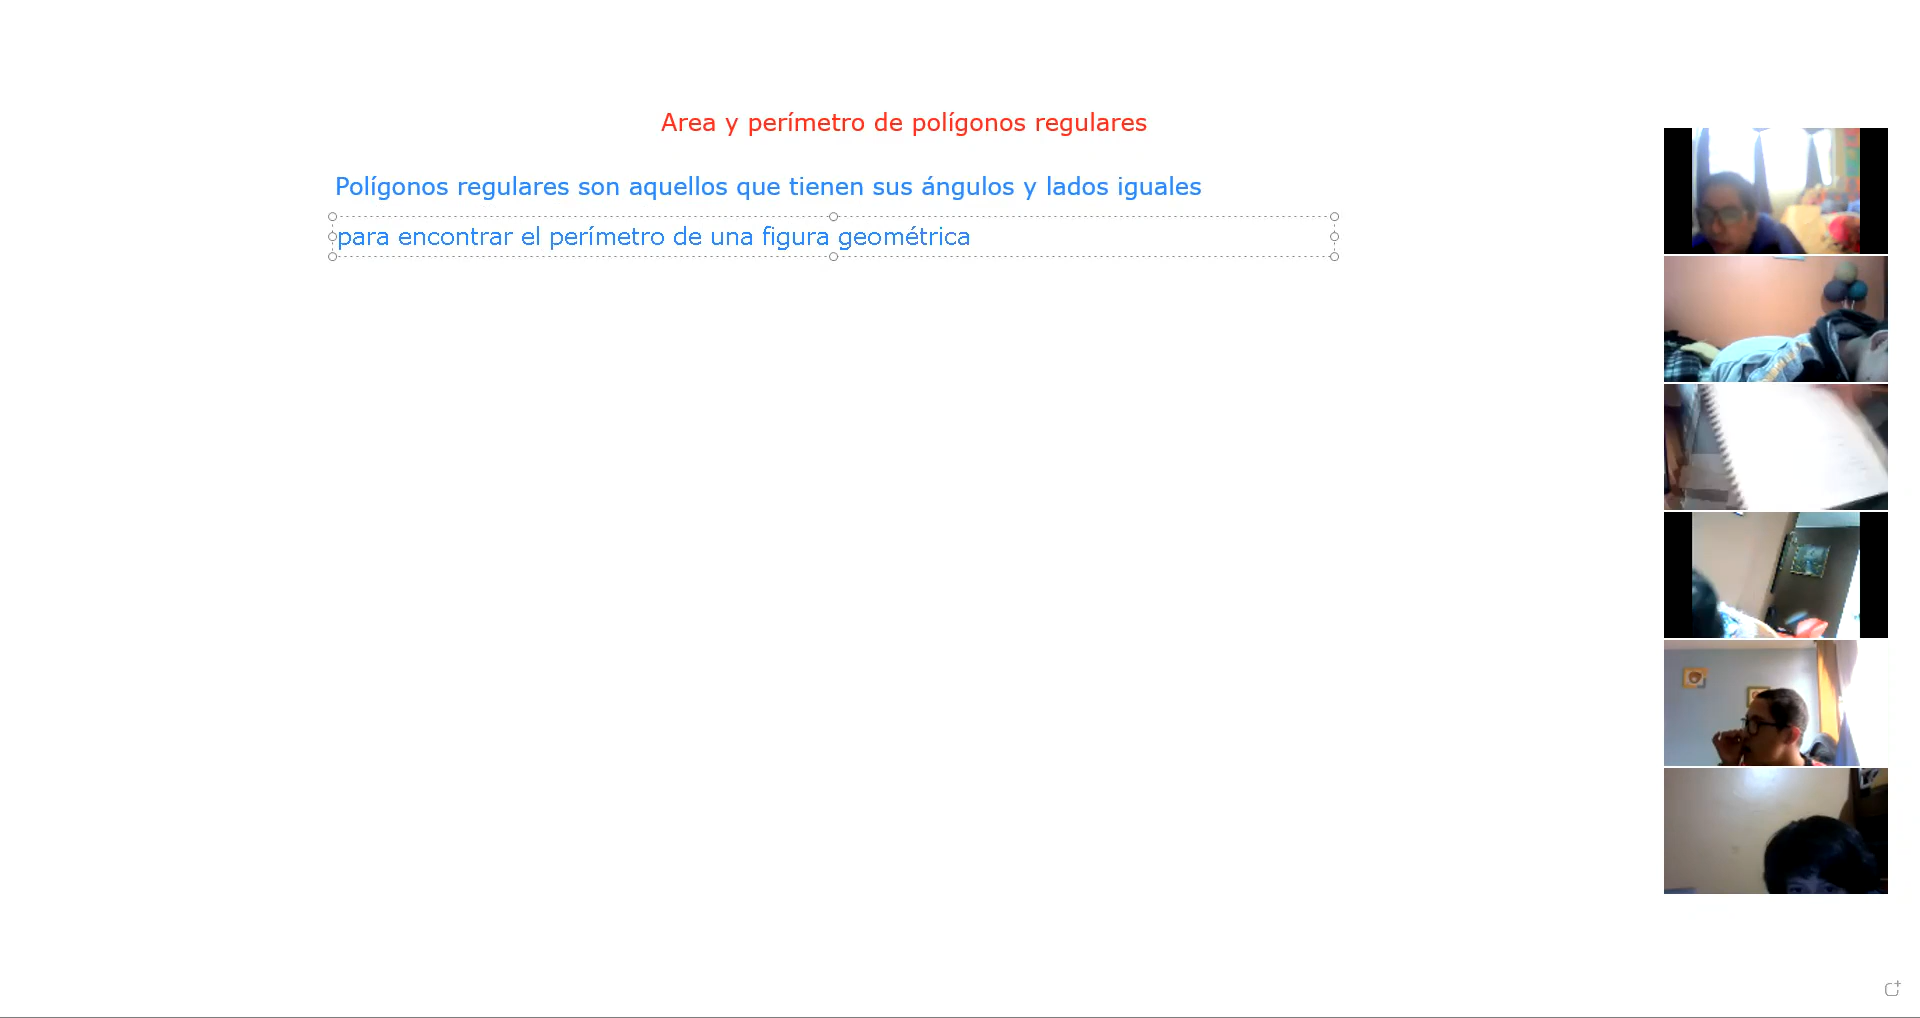 Area y perímetro de polígonos regulares
Polígonos regulares son aquellos que tienen sus ángulos y lados iguales
para encontrar el perímetro de una figura geométrica